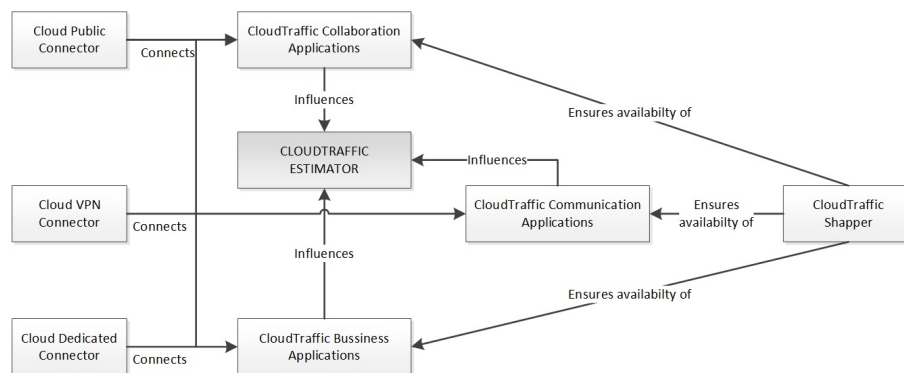 Cloud Public
Connector
Connects
CloudTraffic Collaboration
Applications
Influences
Ensures availabilty of
CLOUDTRAFFIC
ESTIMATOR
Influences
Cloud VPN
Connector
Connects
CloudTraffic Communication
Applications
Ensures
availabilty of
CloudTraffic
Shapper
Influences
Ensures availabilty of
Cloud Dedicated
Connector
Connects
CloudTraffic Bussiness
Applications